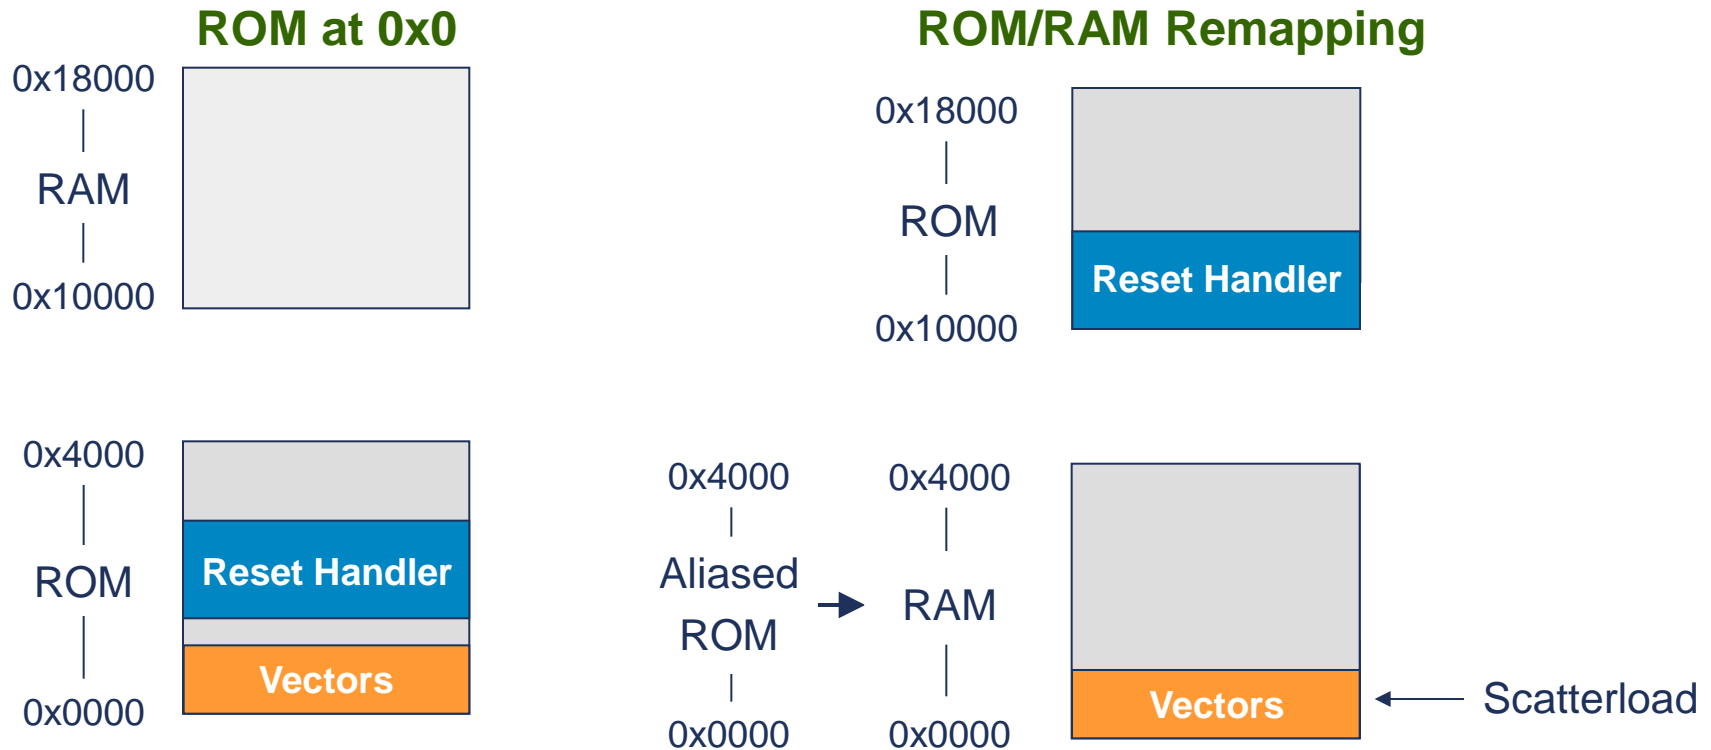 ROM at 0x0
0x18000
RAM
0x10000
0x4000
ROM
Reset Handler
Vectors
0x0000
ROM/RAM Remapping
0x18000
ROM
Reset Handler
0x10000
0x4000
Aliased
ROM
0x0000
0x4000
RAM
0x0000
Vectors
Scatterload